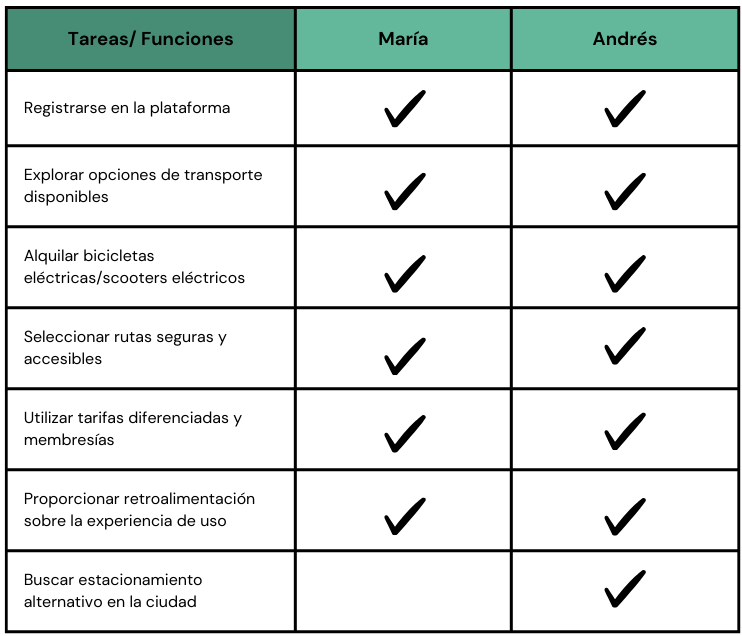 Tareas/ Funciones
María
Andrés
Registrarse en la plataforma
Explorar opciones de transporte
disponibles
Alquilar bicicletas
eléctricas/scooters eléctricos
Seleccionar rutas seguras y
accesibles
Utilizar tarifas diferenciadas y
membresías
Proporcionar retroalimentación
sobre la experiencia de uso
Buscar estacionamiento
alternativo en la ciudad